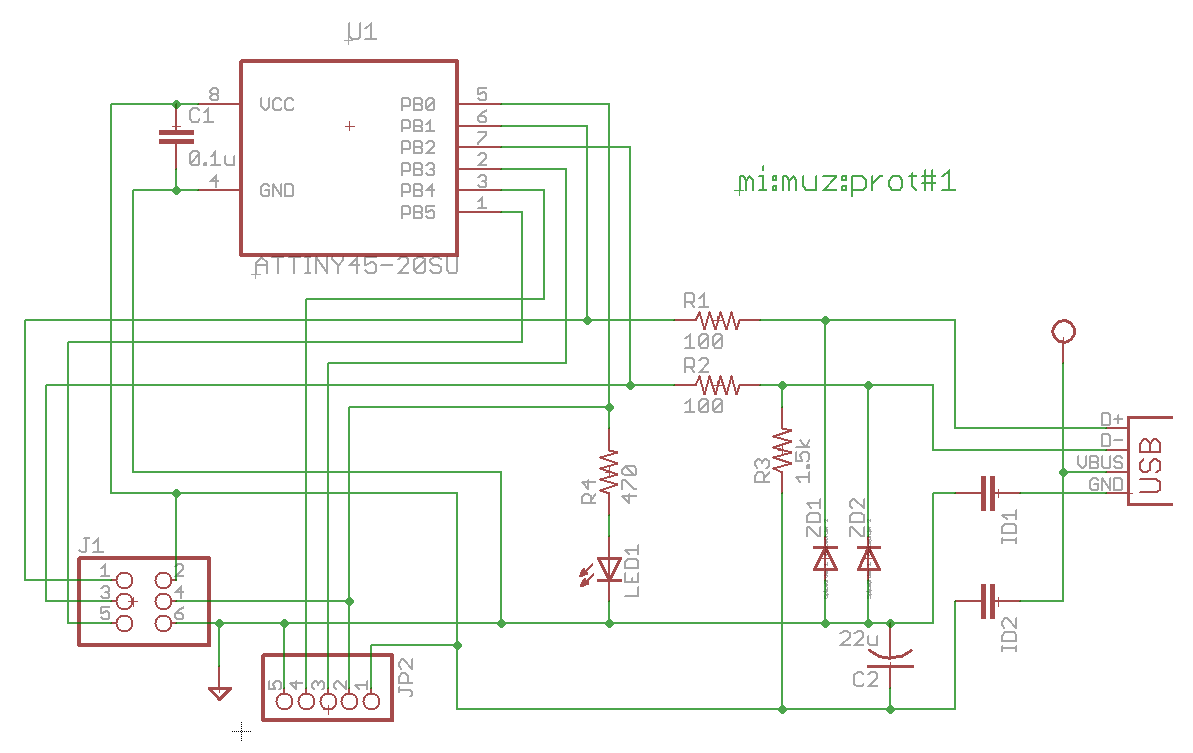 U1
8
VCC
C1
0.1u
4
GND
PB0
5
PB1
6
PB2
7
PB3
2
PB4
3
PB5
1
ATTINY45-20SU
mi:muz:prot#1
R1
100
R2
100
R3
1.5k
R4
470
LED1
ZD1
ZD2
D+
D-
VBUS
GND
USB
ID1
ID2
22u
C2
J1
1
2
3
4
5
6
5
4
3
2
1
JP2